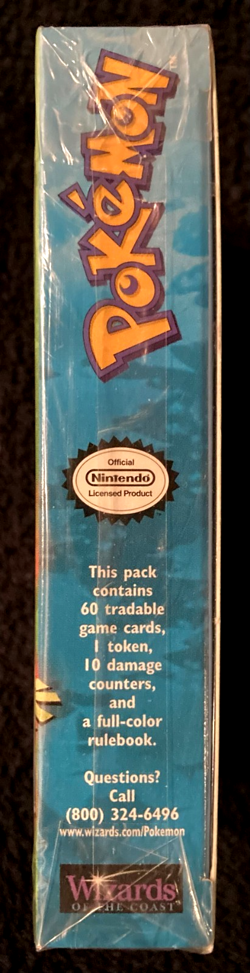 Pokémon
Official
Nintendo
Licensed Product
This pack
contains
60 tradable
game cards,
1 token,
10 damage
counters,
and
a full-color
rulebook.
Questions?
Call
(800) 324-6496
www.wizards.com/Pokemon
Wizards
OF THE COAST